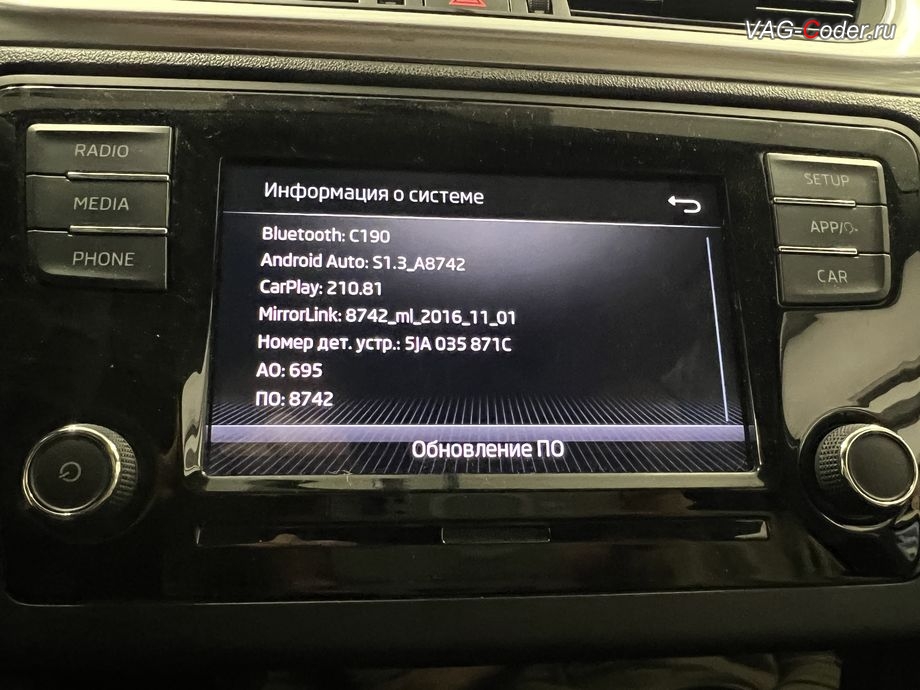 VAG-Coder.ru
RADIO
MEDIA
PHONE
Информация о системе
Bluetooth: C190
Android Auto: S1.3_A8742
CarPlay: 210.81
MirrorLink: 8742_ml_2016_11_01
Номер дет. устр.: 5JA 035 871C
АО: 695
ПО: 8742
Обновление ПО
SETUP
APP/
CAR